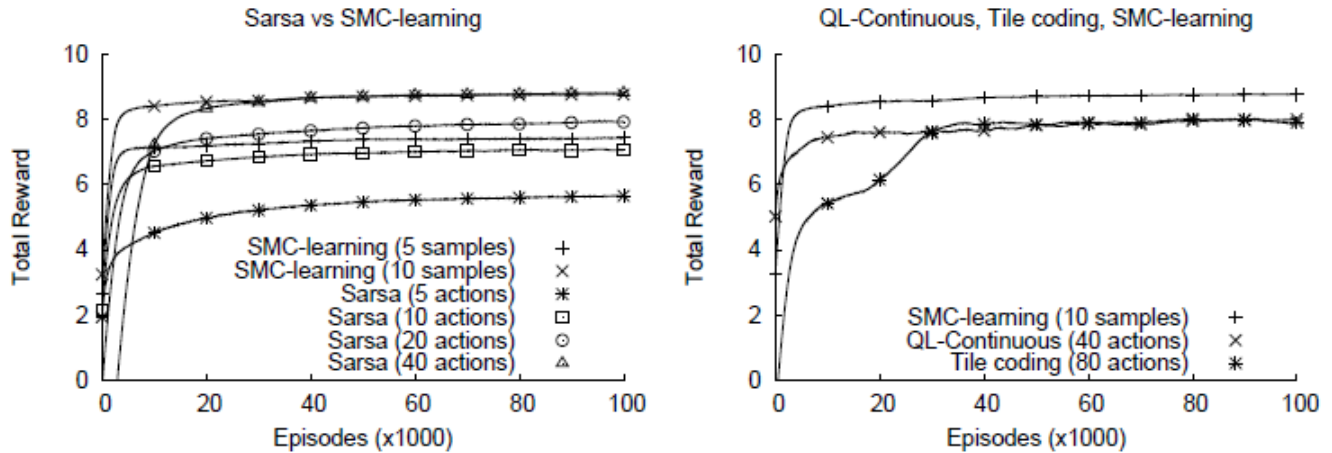 Sarsa vs SMC-learning
10
8
6
4
2
0
Total Reward
SMC-learning (5 samples)
SMC-learning (10 samples)
Sarsa (5 actions)
Sarsa (10 actions)
Sarsa (20 actions)
Sarsa (40 actions)
0 20 40 60 80 100
Episodes (x1000)
QL-Continuous, Tile coding, SMC-learning
10
8
6
4
2
0
Total Reward
SMC-learning (10 samples)
QL-Continuous (40 actions)
Tile coding (80 actions)
0 20 40 60 80 100
Episodes (x1000)